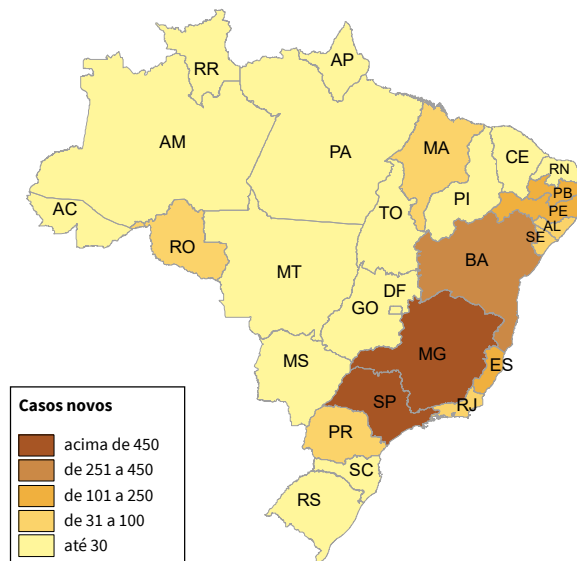 RR
AP
AM
PA
MA
CE
RN
PB
PE
AL
SE
PI
TO
AC
RO
MT
BA
DF
GO
MG
ES
MS
SP
RJ
PR
SC
RS
Casos novos
acima de 450
de 251 a 450
de 101 a 250
de 31 a 100
até 30